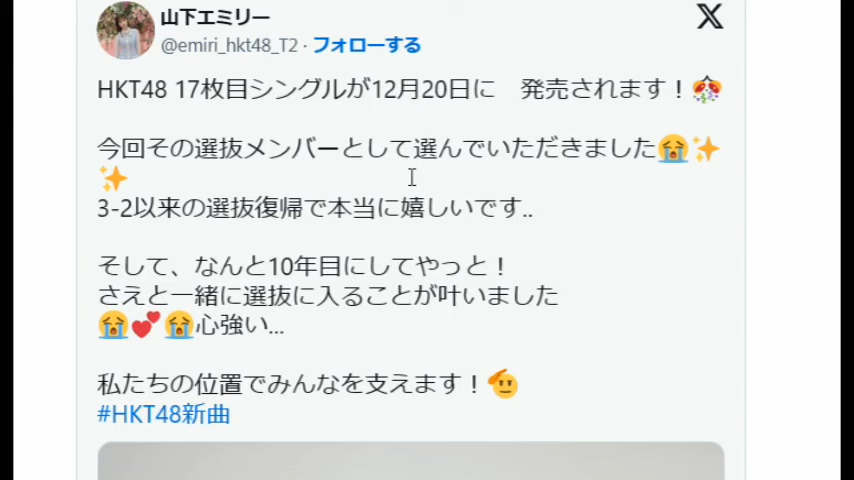 山下エミリー
@emiri_hkt48_T2 · フォローする
HKT48 17枚目シングルが12月20日に　発売されます！🎊
今回その選抜メンバーとして選んでいただきました😭✨
✨
3-2以来の選抜復帰で本当に嬉しいです..
そして、なんと10年目にしてやっと！
さえと一緒に選抜に入ることが叶いました
😭💕😭心強い...
私たちの位置でみんなを支えます！🫡
#HKT48新曲